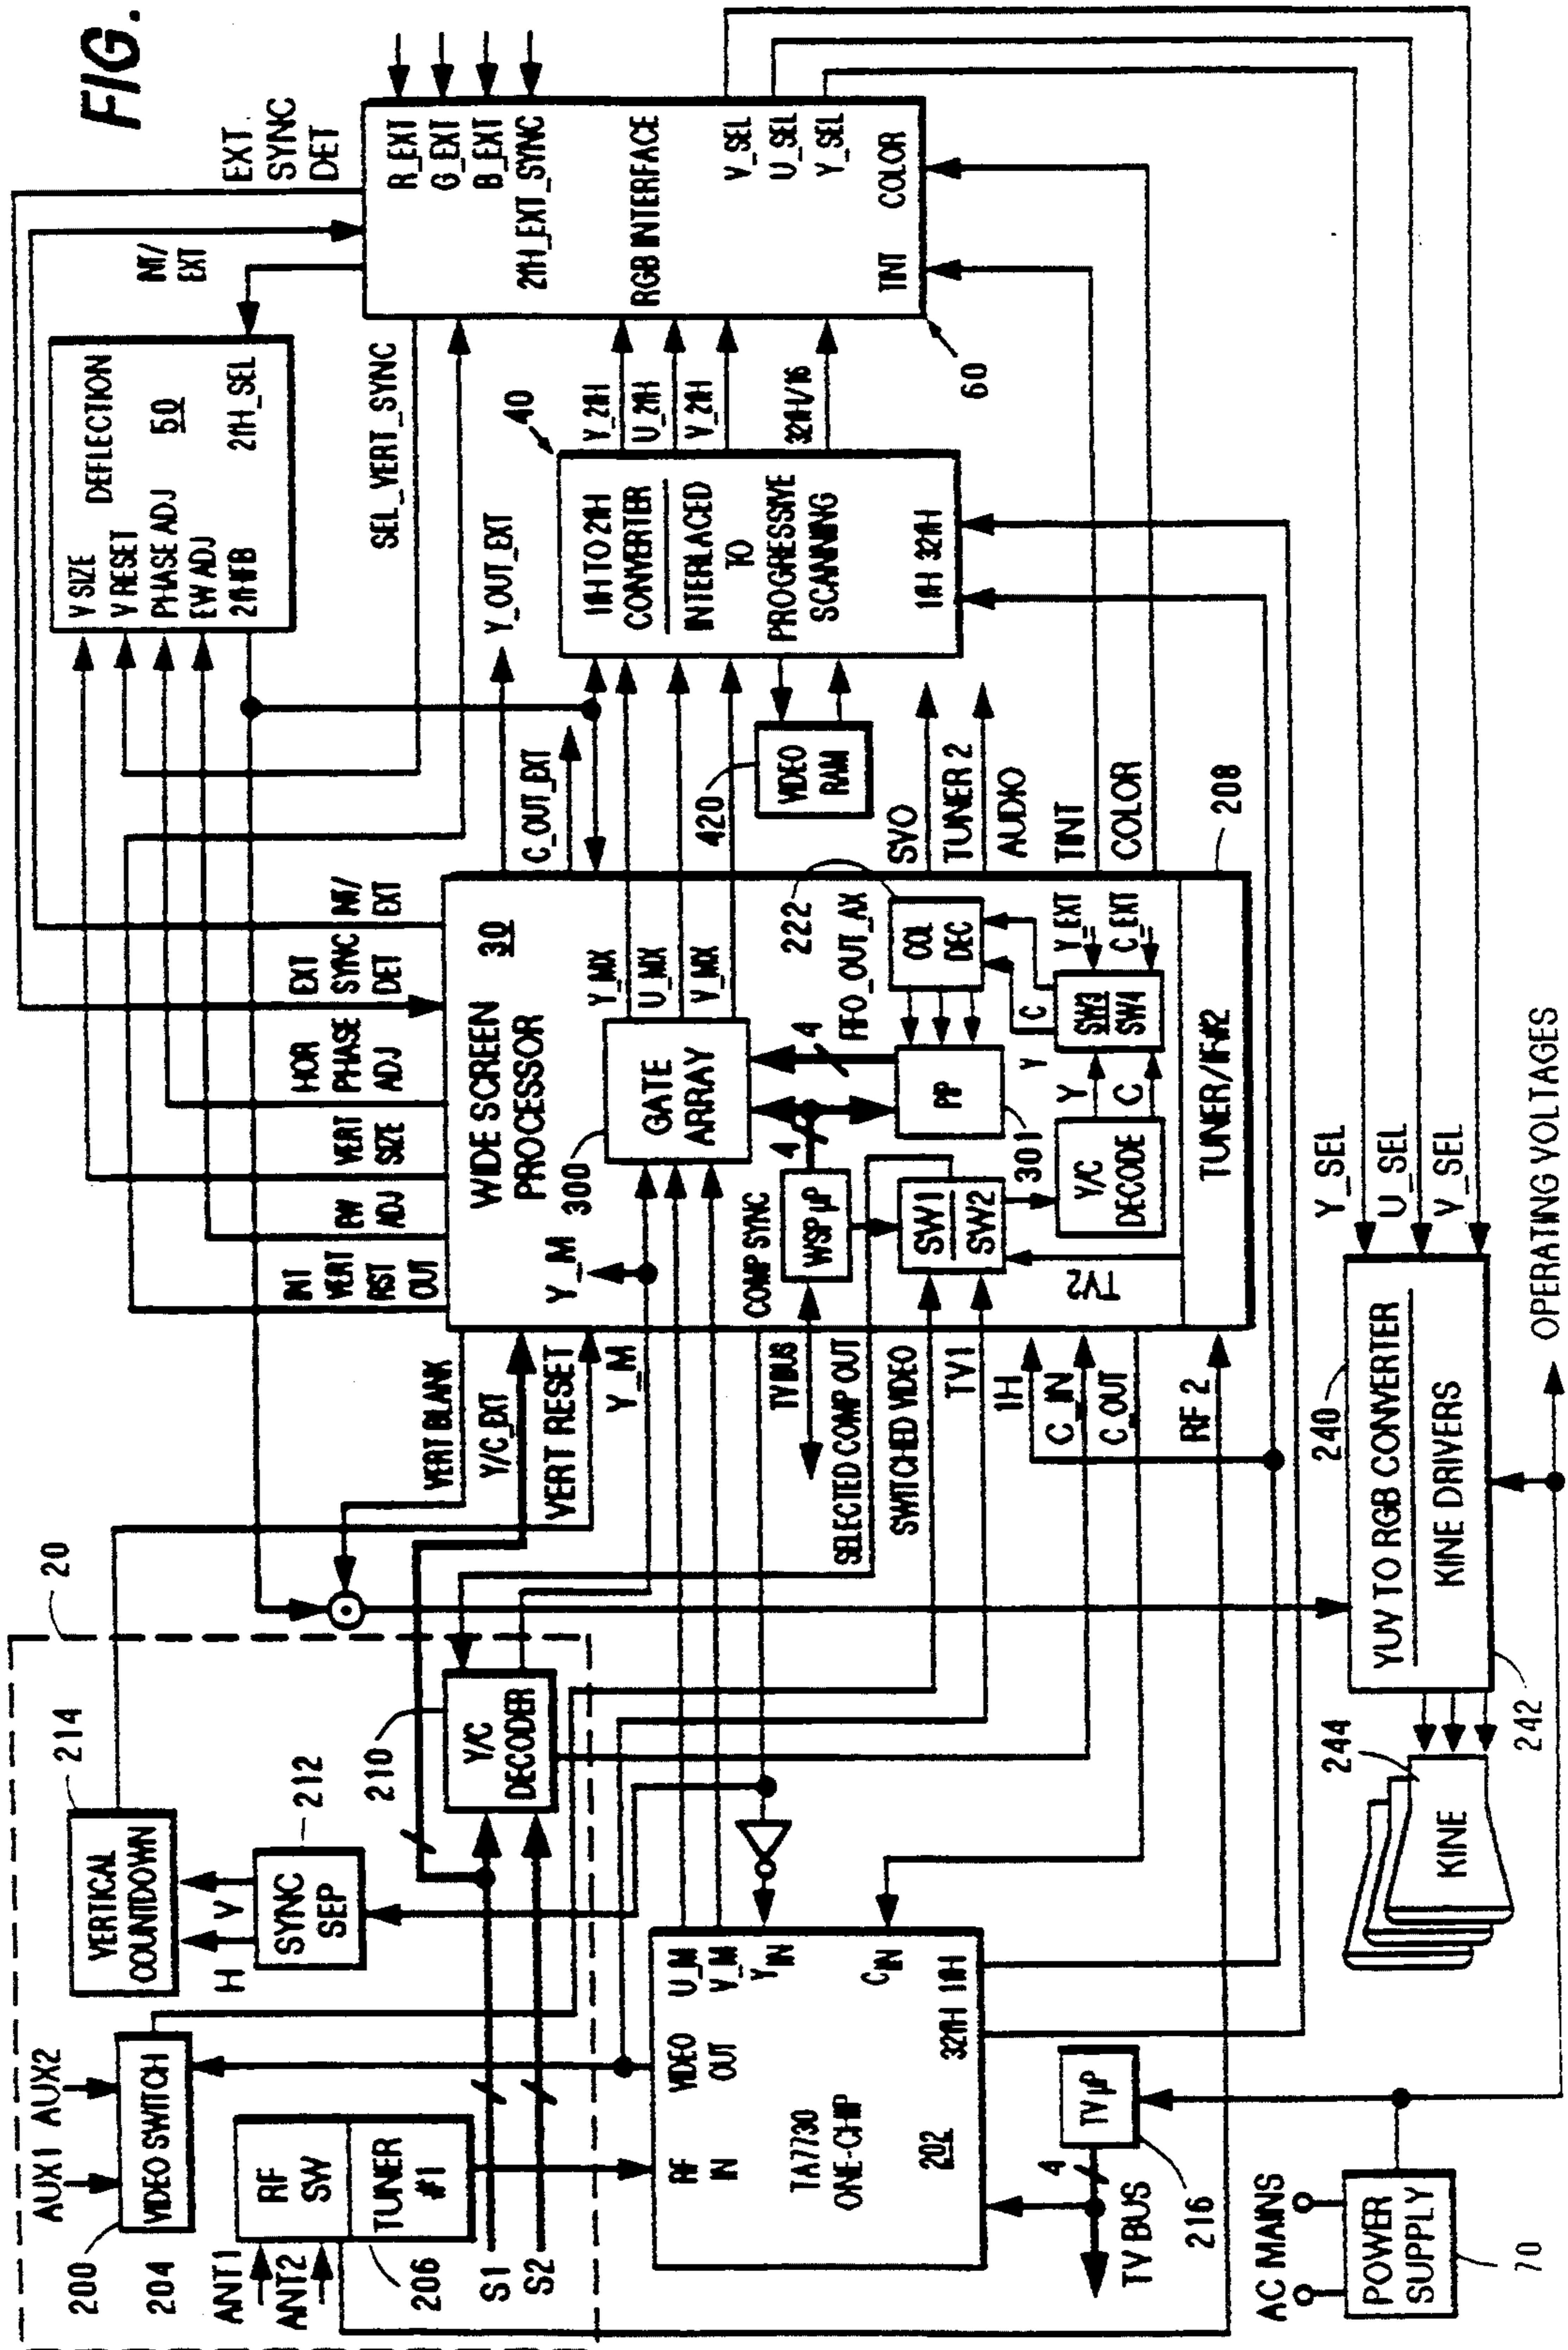 FIG.
20
AUX1 AUX2
VIDEO SWITCH
200
204
ANT1
ANT2
RF
SW
TUNER
#1
206
S1
S2
VERTICAL
COUNTDOWN
214
H V
SYNC
SEP
212
210
Y/C
DECODER
RF
IN
VIDEO
OUT
U_M
V_M
Y IN
C IN
TA7730
ONE-CHIP
202
32fH 1fH
TV µP
216
4
TV BUS
AC MAINS
POWER
SUPPLY
70
VERT BLANK
Y/C_EXT
VERT RESET
Y_M
TV BUS
SELECTED COMP OUT
SWITCHED VIDEO
TV1
1H
C_IN
C_OUT
RF 2
INT
VERT
RST
OUT
EW
ADJ
VERT
SIZE
HOR
PHASE
ADJ
EXT
SYNC
DET
INT/
EXT
WIDE SCREEN
PROCESSOR
30
Y_M
COMP SYNC
300
GATE
ARRAY
Y_MX
U_MX
V_MX
WSP µP
4
4
FIFO_OUT_AX
PIP
301
COL
DEC
222
SW1
SW2
TV2
Y/C
DECODE
Y
C
SW3
SW4
Y
C
Y_EXT
C_EXT
TUNER/IF#2
208
V SIZE
V RESET
PHASE ADJ
EW ADJ
2fHFB
DEFLECTION
50
2fH_SEL
INT/
EXT
EXT
SYNC
DET
SEL_VERT_SYNC
Y_OUT_EXT
C_OUT_EXT
40
1fH TO 2fH
CONVERTER
INTERLACED
TO
PROGRESSIVE
SCANNING
1fH 32fH
420
VIDEO
RAM
SVO
TUNER 2
AUDIO
TINT
COLOR
Y_2fH
U_2fH
V_2fH
32fH/16
R_EXT
G_EXT
B_EXT
2fH_EXT_SYNC
RGB INTERFACE
V_SEL
U_SEL
Y_SEL
TINT
COLOR
60
Y_SEL
U_SEL
V_SEL
240
YUV TO RGB CONVERTER
KINE DRIVERS
242
244
KINE
OPERATING VOLTAGES